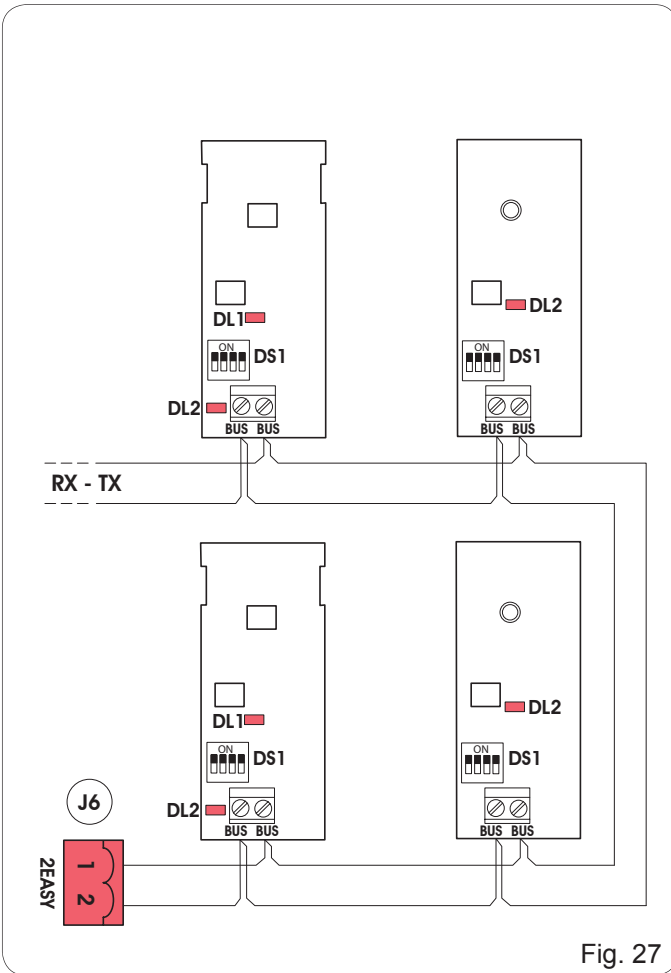 DL1
ON
DS1
DL2
BUS BUS
DL2
ON
DS1
BUS BUS
RX - TX
DL1
ON
DS1
DL2
BUS BUS
DL2
ON
DS1
BUS BUS
J6
2EASY
1
2
Fig. 27